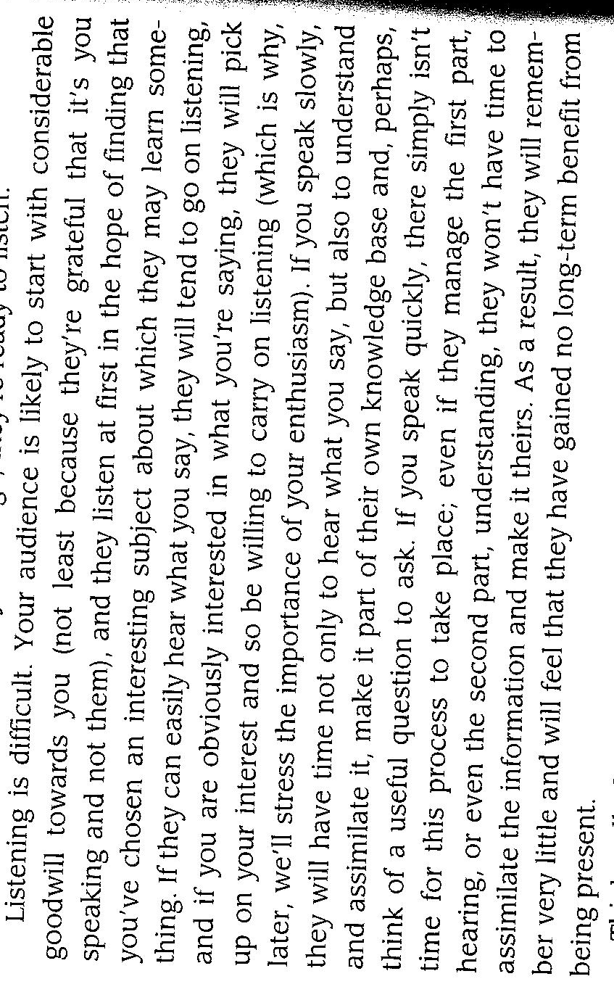 ready to listen.
Listening is difficult. Your audience is likely to start with considerable
goodwill towards you (not least because they're grateful that it's you
speaking and not them), and they listen at first in the hope of finding that
you've chosen an interesting subject about which they may learn some-
thing. If they can easily hear what you say, they will tend to go on listening,
and if you are obviously interested in what you're saying, they will pick
up on your interest and so be willing to carry on listening (which is why,
later, we'll stress the importance of your enthusiasm). If you speak slowly,
they will have time not only to hear what you say, but also to understand
and assimilate it, make it part of their own knowledge base and, perhaps,
think of a useful question to ask. If you speak quickly, there simply isn't
time for this process to take place; even if they manage the first part,
hearing, or even the second part, understanding, they won't have time to
assimilate the information and make it theirs. As a result, they will remem-
ber very little and will feel that they have gained no long-term benefit from
being present.